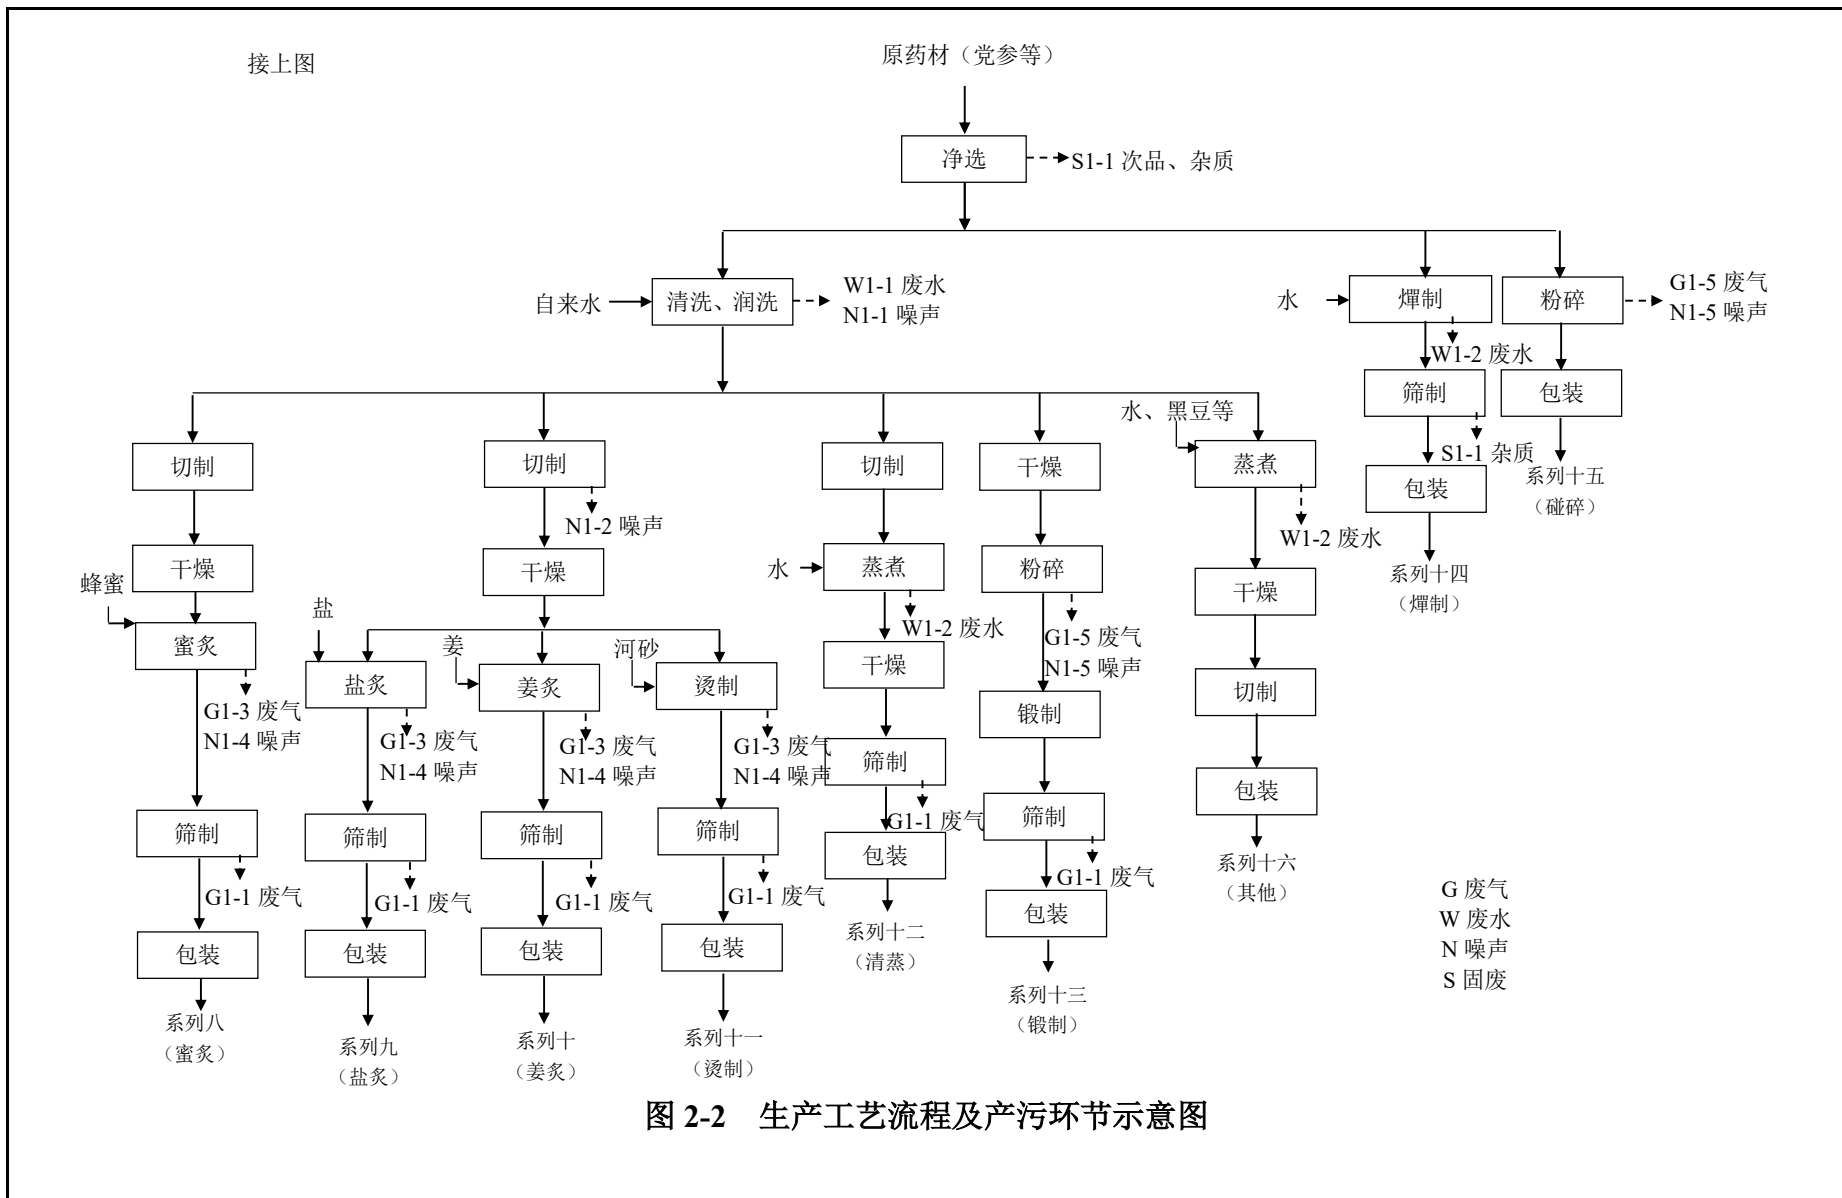 接上图
原药材（党参等）
净选
S1-1 次品、杂质
自来水
清洗、润洗
W1-1 废水
N1-1 噪声
水
燀制
W1-2 废水
粉碎
G1-5 废气
N1-5 噪声
筛制
S1-1 杂质
包装
包装
系列十四
（燀制）
系列十五
（碰碎）
切制
干燥
蜂蜜
蜜炙
G1-3 废气
N1-4 噪声
筛制
G1-1 废气
包装
系列八
（蜜炙）
切制
N1-2 噪声
干燥
盐
盐炙
G1-3 废气
N1-4 噪声
筛制
G1-1 废气
包装
系列九
（盐炙）
姜
姜炙
G1-3 废气
N1-4 噪声
筛制
G1-1 废气
包装
系列十
（姜炙）
河砂
烫制
G1-3 废气
N1-4 噪声
筛制
G1-1 废气
包装
系列十一
（烫制）
切制
水
蒸煮
W1-2 废水
干燥
筛制
G1-1 废气
包装
系列十二
（清蒸）
干燥
粉碎
G1-5 废气
N1-5 噪声
锻制
筛制
G1-1 废气
包装
系列十三
（锻制）
水、黑豆等
蒸煮
W1-2 废水
干燥
切制
包装
系列十六
（其他）
G 废气
W 废水
N 噪声
S 固废
图 2-2 生产工艺流程及产污环节示意图